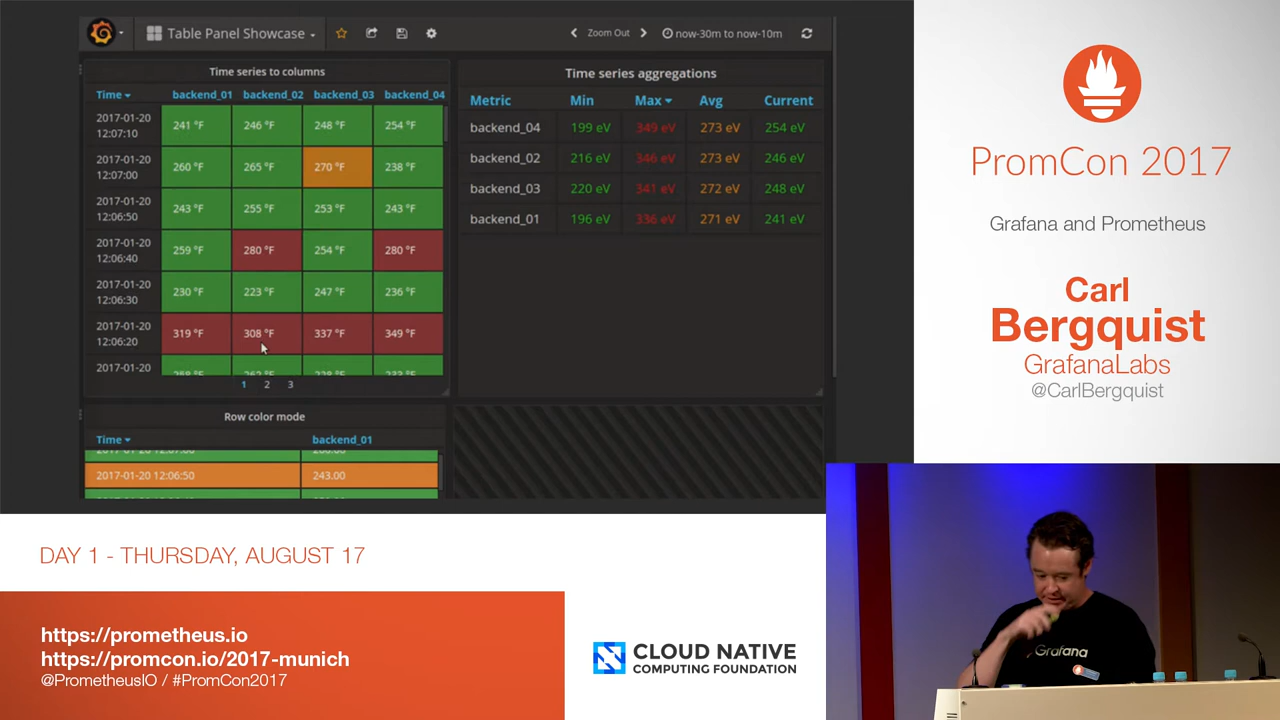 Table Panel Showcase
Zoom Out
now-30m to now-10m
Time series to columns
Time backend_01 backend_02 backend_03 backend_04
2017-01-20 12:07:10 241 °F 246 °F 248 °F 254 °F
2017-01-20 12:07:00 260 °F 265 °F 270 °F 238 °F
2017-01-20 12:06:50 243 °F 255 °F 253 °F 243 °F
2017-01-20 12:06:40 259 °F 280 °F 254 °F 280 °F
2017-01-20 12:06:30 230 °F 223 °F 247 °F 236 °F
2017-01-20 12:06:20 319 °F 308 °F 337 °F 349 °F
2017-01-20
1 2 3
Time series aggregations
Metric Min Max Avg Current
backend_04 199 eV 349 eV 273 eV 254 eV
backend_02 216 eV 346 eV 273 eV 246 eV
backend_03 220 eV 341 eV 272 eV 248 eV
backend_01 196 eV 336 eV 271 eV 241 eV
Row color mode
Time backend_01
2017-01-20 12:06:50 243.00
PromCon 2017
Grafana and Prometheus
Carl
Bergquist
GrafanaLabs
@CarlBergquist
DAY 1 - THURSDAY, AUGUST 17
https://prometheus.io
https://promcon.io/2017-munich
@PrometheusIO / #PromCon2017
CLOUD NATIVE
COMPUTING FOUNDATION
Grafana